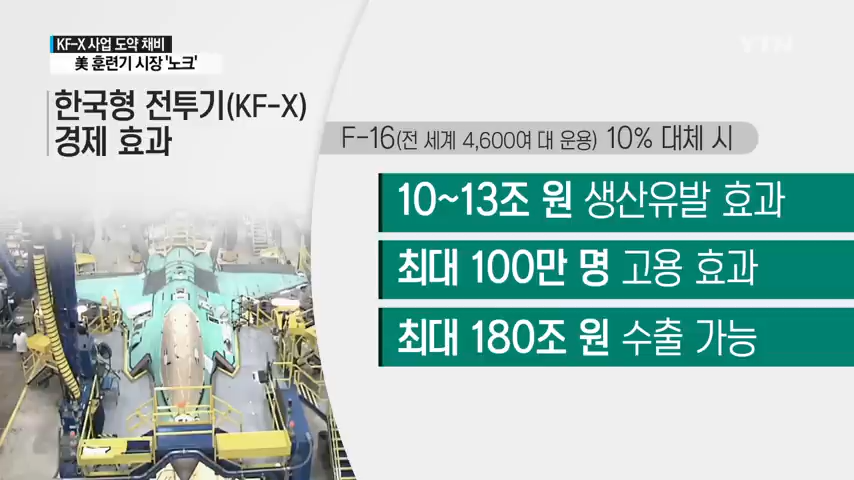 KF-X 사업 도약 채비
美 훈련기 시장 '노크'
YTN
한국형 전투기(KF-X)
경제 효과
F-16(전 세계 4,600여 대 운용) 10% 대체 시
10~13조 원 생산유발 효과
최대 100만 명 고용 효과
최대 180조 원 수출 가능